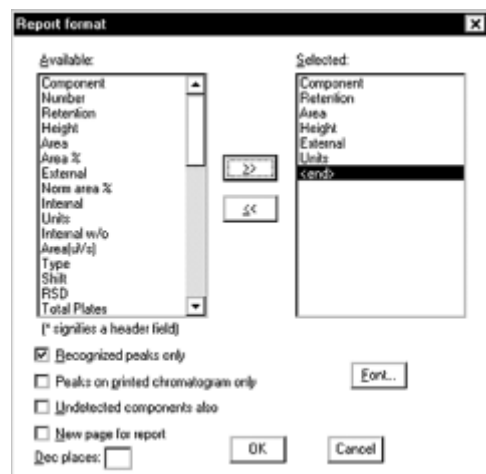 Report format
Available:
Component
Number
Retention
Height
Area
Area %
External
Norm area %
Internal
Units
Internal w/o
Area(uVs)
Type
Shift
RSD
Total Plates
(* signifies a header field)
>>
<<
Selected:
Component
Retention
Area
Height
External
Units
<end>
Recognized peaks only
Peaks on printed chromatogram only
Undetected components also
New page for report
Dec places:
Font...
OK
Cancel